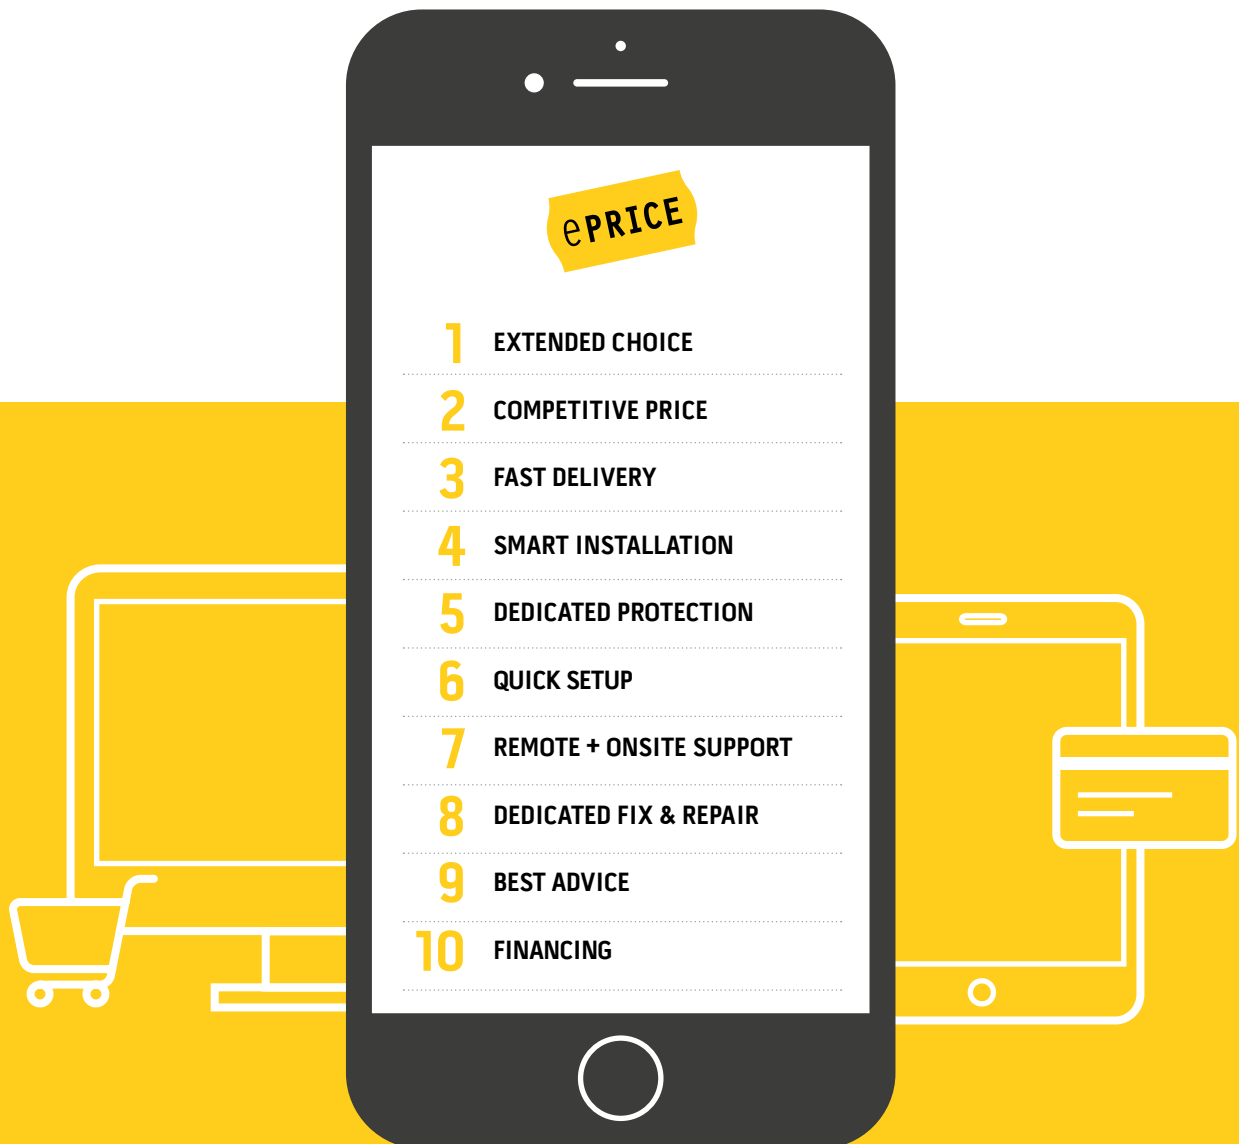 ePRICE
1 EXTENDED CHOICE
2 COMPETITIVE PRICE
3 FAST DELIVERY
4 SMART INSTALLATION
5 DEDICATED PROTECTION
6 QUICK SETUP
7 REMOTE + ONSITE SUPPORT
8 DEDICATED FIX & REPAIR
9 BEST ADVICE
10 FINANCING